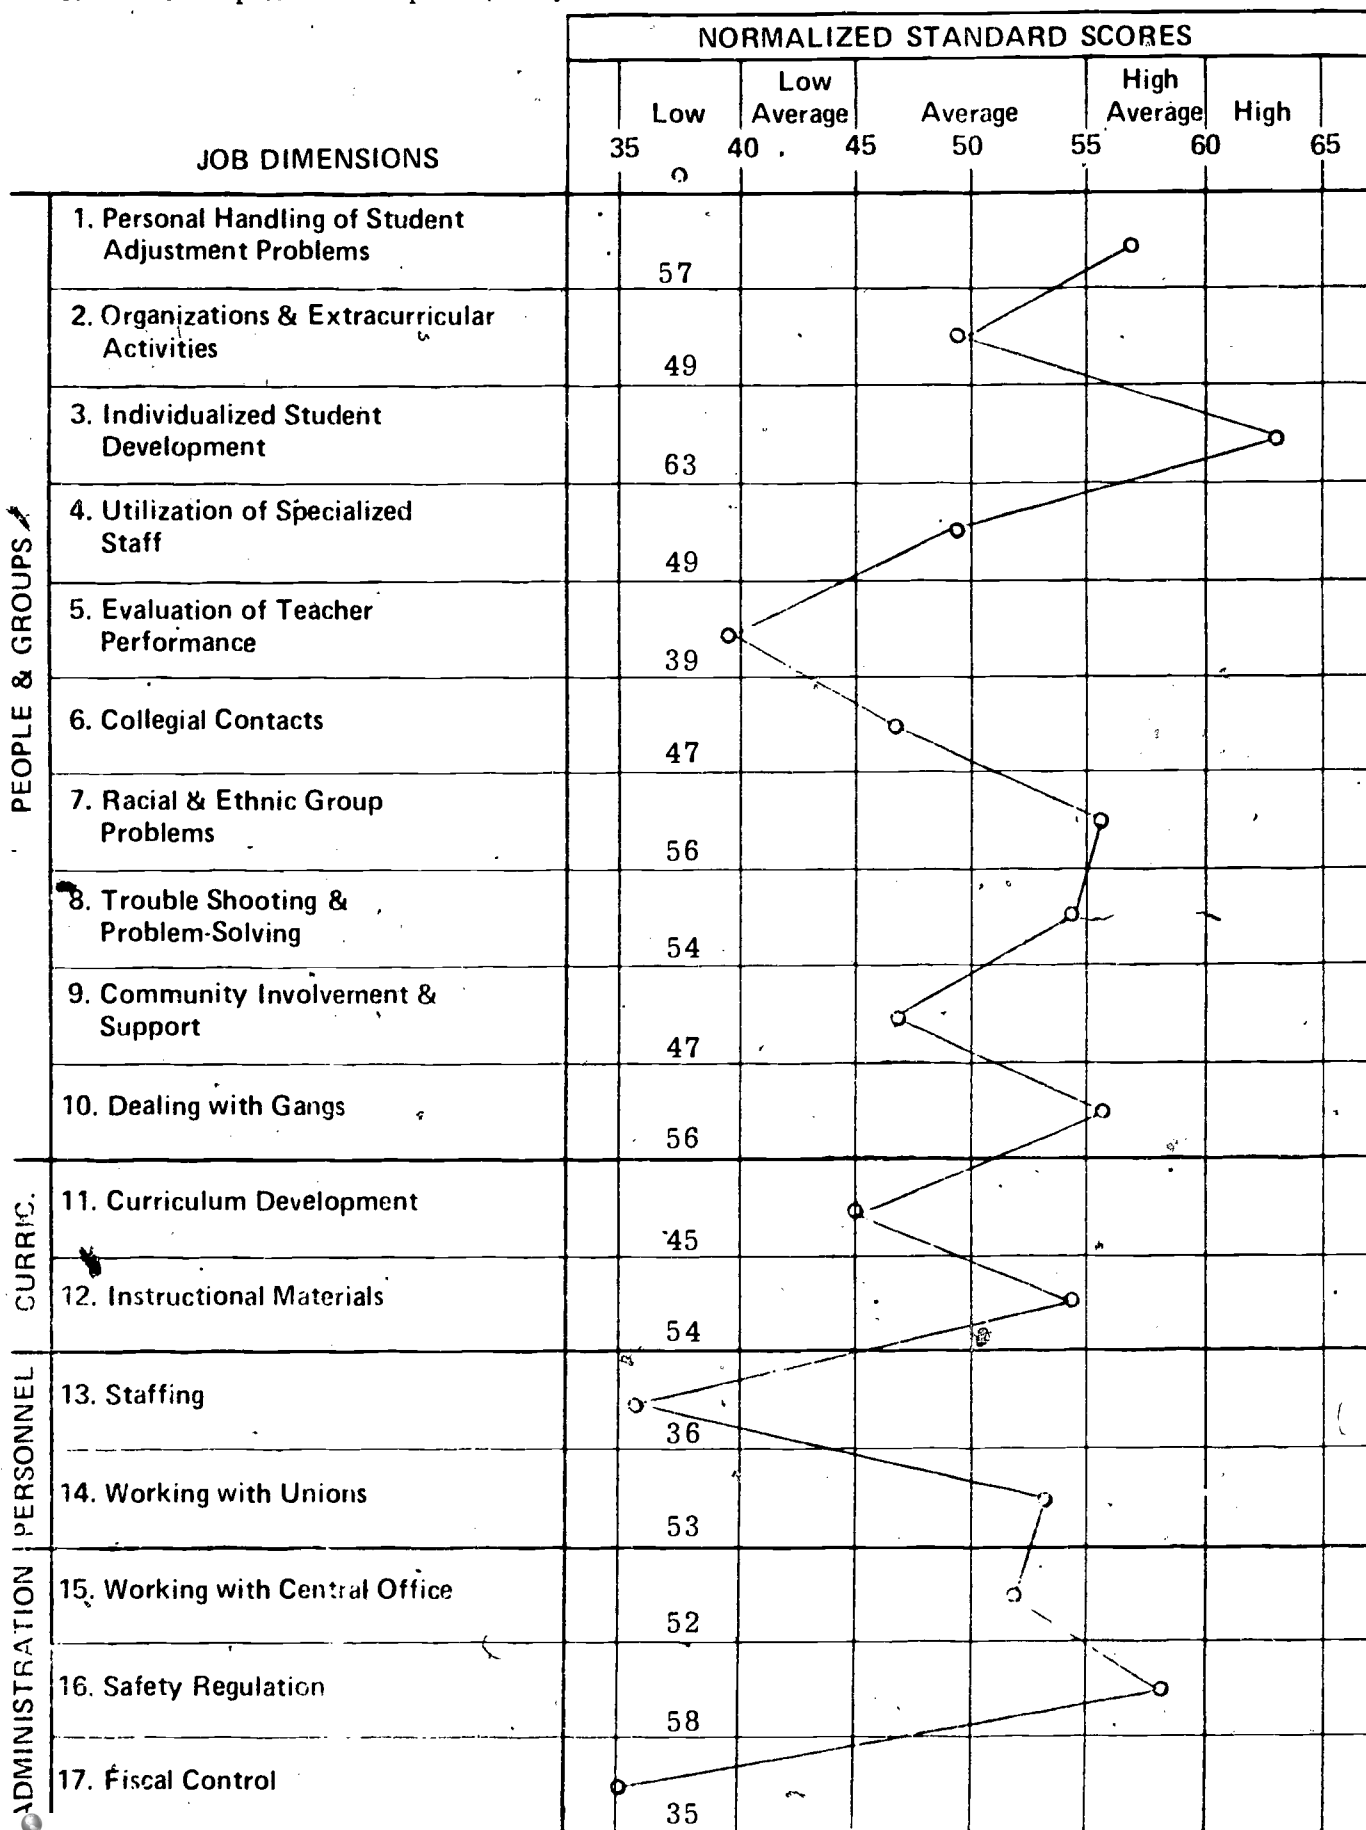 NORMALIZED STANDARD SCORES
Low
Low
Average
Average
High
Average
High
JOB DIMENSIONS
35 40 45 50 55 60 65
PEOPLE & GROUPS
1. Personal Handling of Student
Adjustment Problems
57
2. Organizations & Extracurricular
Activities
49
3. Individualized Student
Development
63
4. Utilization of Specialized
Staff
49
5. Evaluation of Teacher
Performance
39
6. Collegial Contacts
47
7. Racial & Ethnic Group
Problems
56
8. Trouble Shooting &
Problem-Solving
54
9. Community Involvement &
Support
47
10. Dealing with Gangs
56
CURRIC.
11. Curriculum Development
45
12. Instructional Materials
54
PERSONNEL
13. Staffing
36
14. Working with Unions
53
ADMINISTRATION
15. Working with Central Office
52
16. Safety Regulation
58
17. Fiscal Control
35